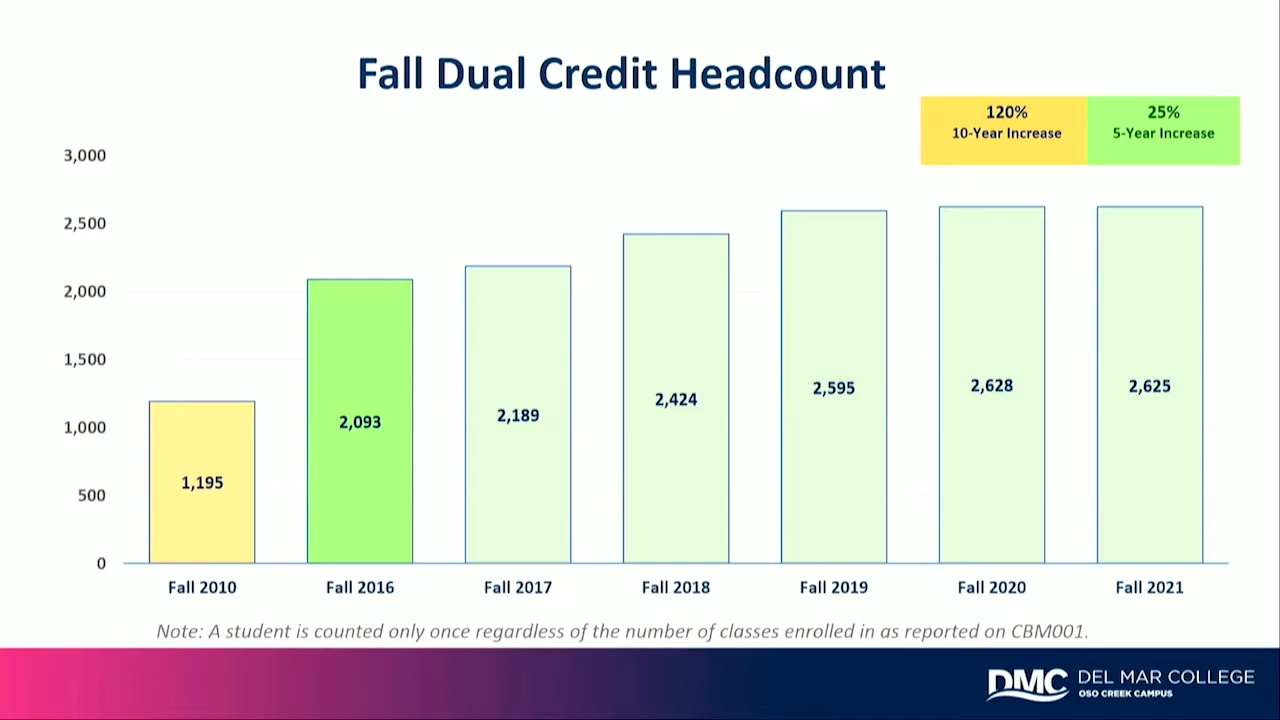 Fall Dual Credit Headcount
120%
10-Year Increase
25%
5-Year Increase
3,000
2,500
2,000
1,500
1,000
500
0
1,195
2,093
2,189
2,424
2,595
2,628
2,625
Fall 2010
Fall 2016
Fall 2017
Fall 2018
Fall 2019
Fall 2020
Fall 2021
Note: A student is counted only once regardless of the number of classes enrolled in as reported on CBM001.
DMC DEL MAR COLLEGE
OSO CREEK CAMPUS